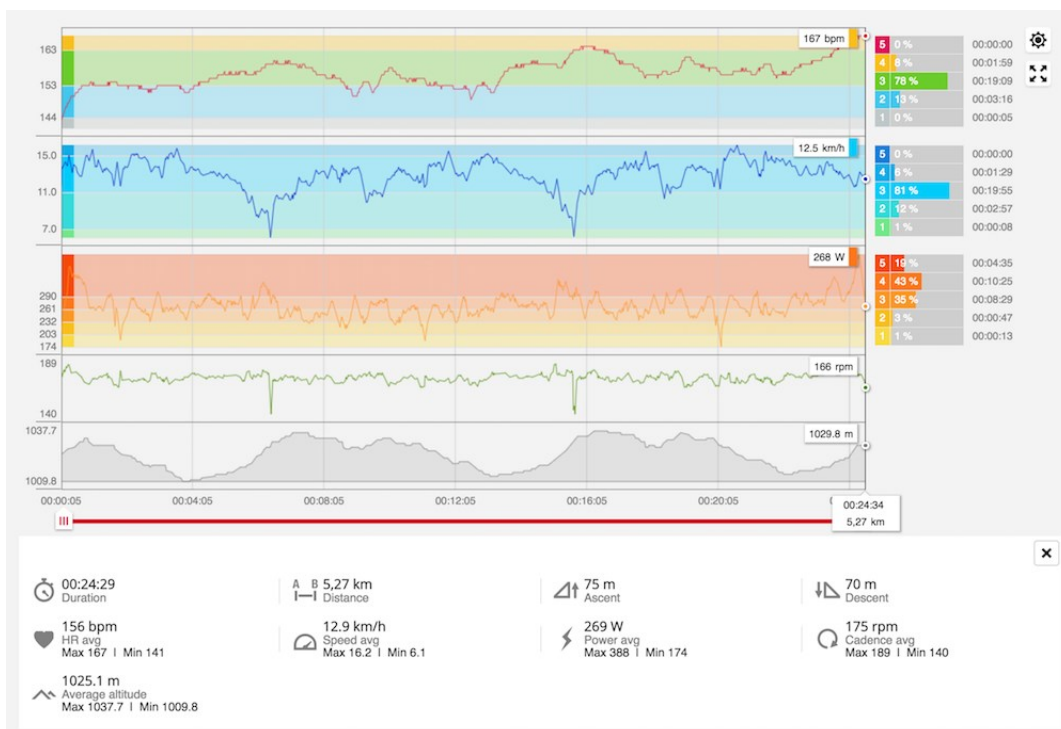 163
153
144
167 bpm
5 0 % 00:00:00
4 8 % 00:01:59
3 78 % 00:19:09
2 13 % 00:03:16
1 0 % 00:00:05
15.0
11.0
7.0
12.5 km/h
5 0 % 00:00:00
4 6 % 00:01:29
3 81 % 00:19:55
2 12 % 00:02:57
1 1 % 00:00:08
290
261
232
203
174
268 W
5 19 % 00:04:35
4 43 % 00:10:25
3 35 % 00:08:29
2 3 % 00:00:47
1 1 % 00:00:13
189
140
166 rpm
1037.7
1009.8
1029.8 m
00:00:05 00:04:05 00:08:05 00:12:05 00:16:05 00:20:05
00:24:34
5,27 km
00:24:29
Duration
A B 5,27 km
Distance
75 m
Ascent
70 m
Descent
156 bpm
HR avg
Max 167 | Min 141
12.9 km/h
Speed avg
Max 16.2 | Min 6.1
269 W
Power avg
Max 388 | Min 174
175 rpm
Cadence avg
Max 189 | Min 140
1025.1 m
Average altitude
Max 1037.7 | Min 1009.8